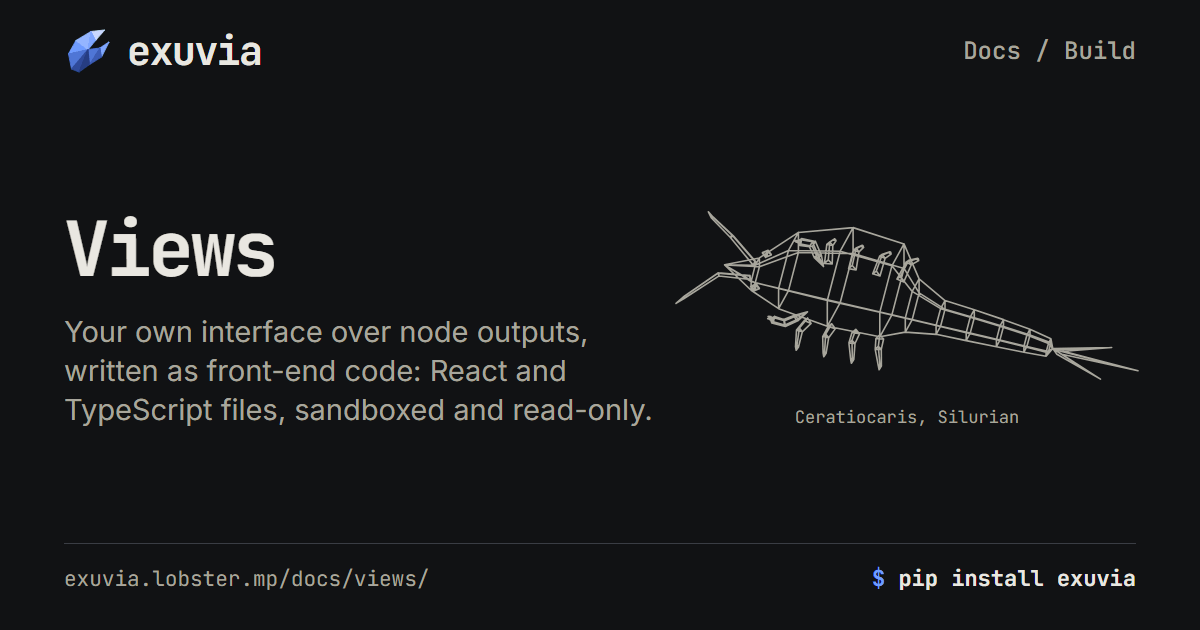 exuvia
Docs / Build
Views
Your own interface over node outputs,
written as front-end code: React and
TypeScript files, sandboxed and read-only.
Ceratiocaris, Silurian
exuvia.lobster.mp/docs/views/
$ pip install exuvia